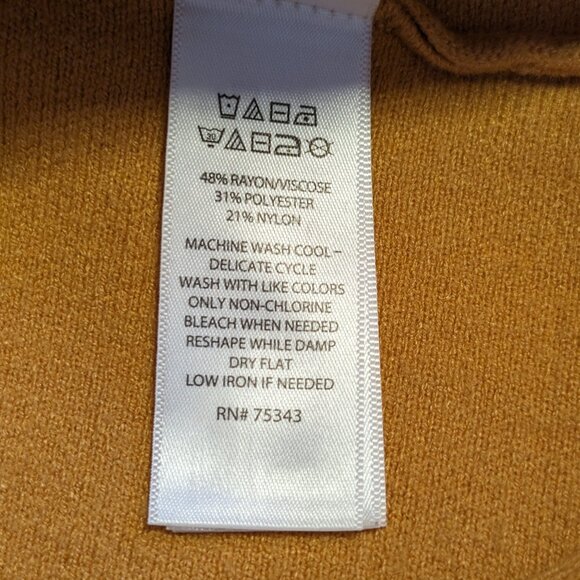 30
48% RAYON/VISCOSE
31% POLYESTER
21% NYLON
MACHINE WASH COOL–
DELICATE CYCLE
WASH WITH LIKE COLORS
ONLY NON-CHLORINE
BLEACH WHEN NEEDED
RESHAPE WHILE DAMP
DRY FLAT
LOW IRON IF NEEDED
RN# 75343